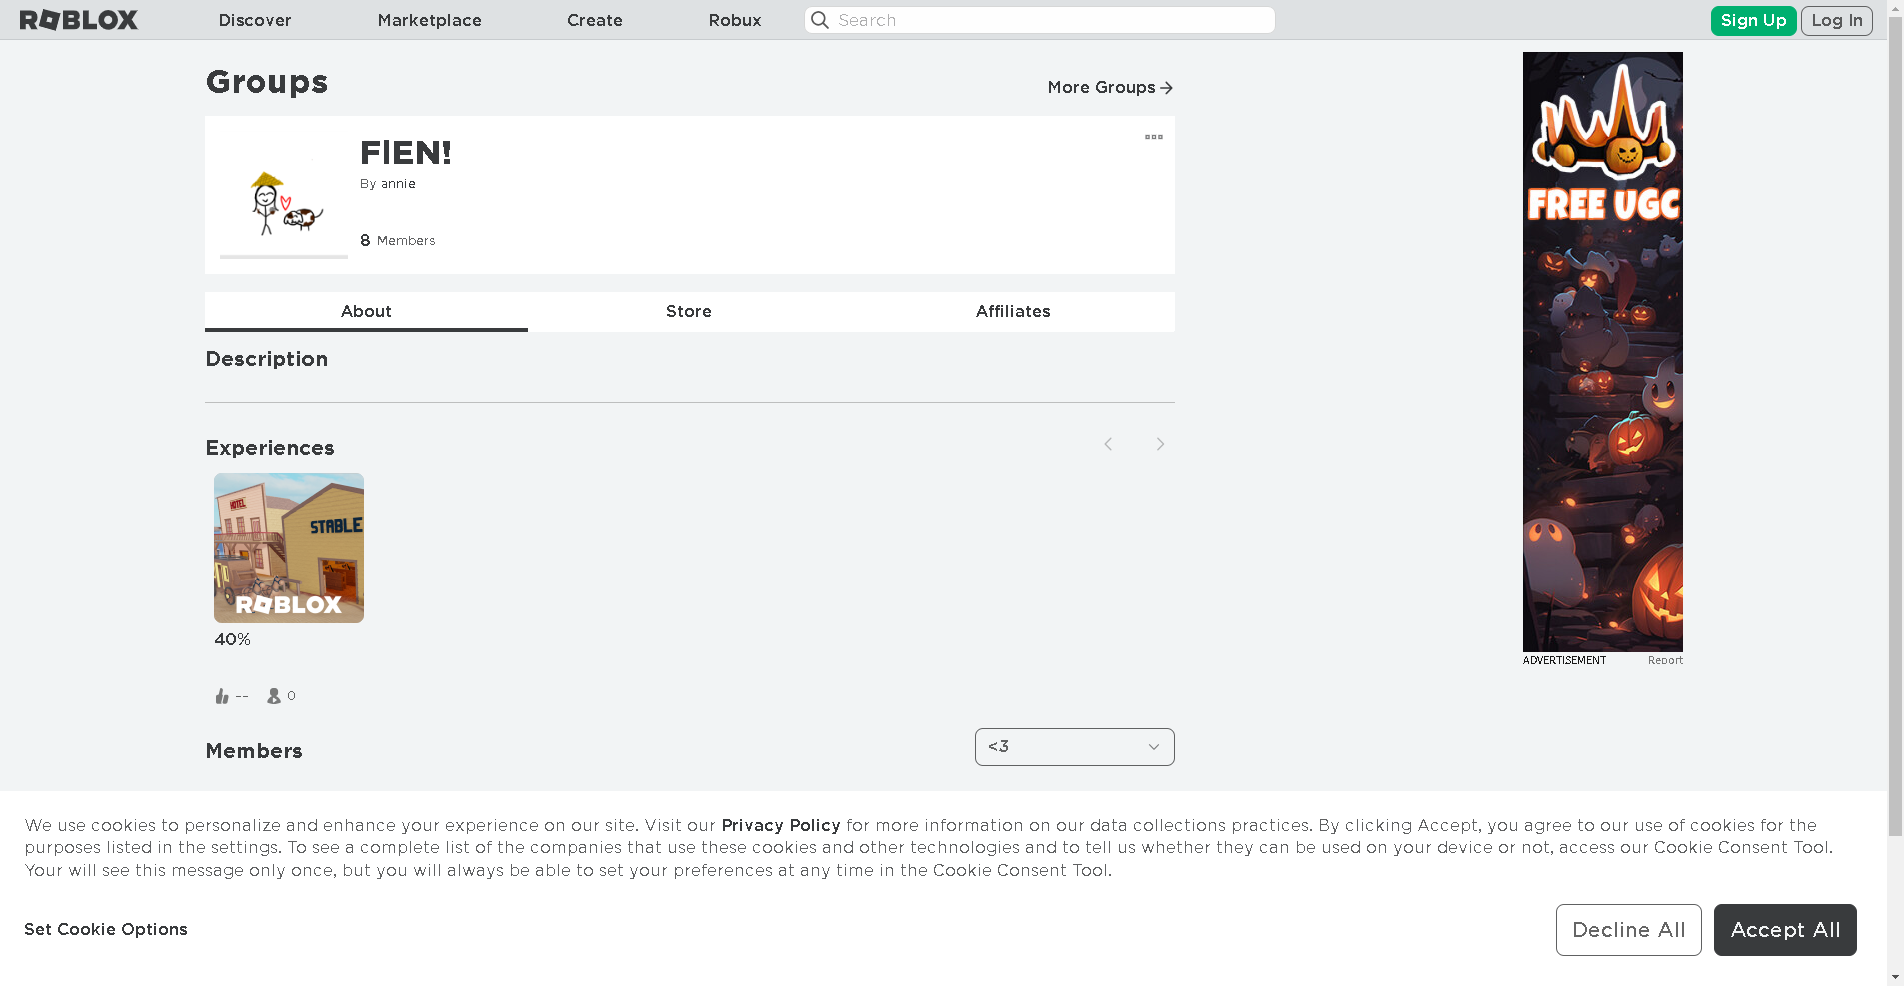 ROBLOX
Discover
Marketplace
Create
Robux
Search
Sign Up
Log In
Groups
More Groups
FIEN!
By annie
8 Members
About
Store
Affiliates
Description
Experiences
HOTEL
STABLE
ROBLOX
40%
--
0
Members
<3
FREE UGC
ADVERTISEMENT
Report
We use cookies to personalize and enhance your experience on our site. Visit our Privacy Policy for more information on our data collections practices. By clicking Accept, you agree to our use of cookies for the
purposes listed in the settings. To see a complete list of the companies that use these cookies and other technologies and to tell us whether they can be used on your device or not, access our Cookie Consent Tool.
Your will see this message only once, but you will always be able to set your preferences at any time in the Cookie Consent Tool.
Set Cookie Options
Decline All
Accept All